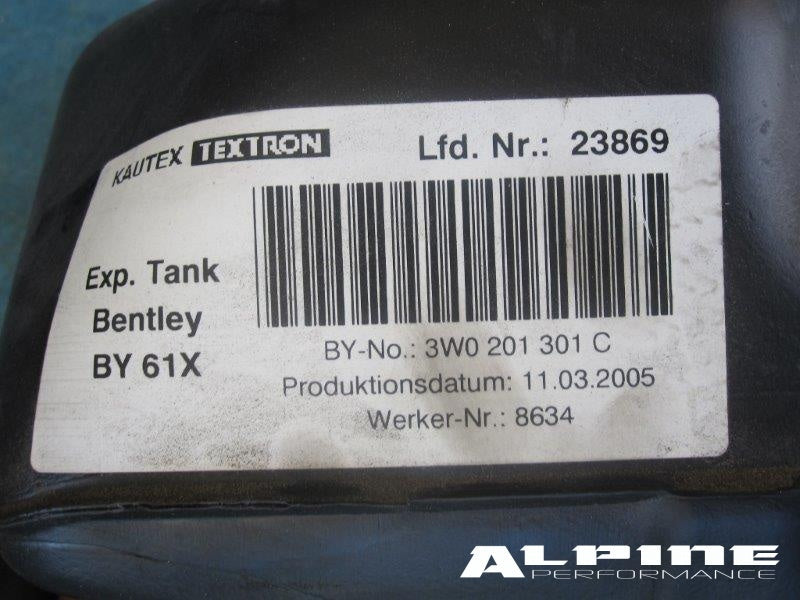 KAUTEX TEXTRON
Lfd. Nr.: 23869
Exp. Tank
Bentley
BY 61X
BY-No.: 3W0 201 301 C
Produktionsdatum: 11.03.2005
Werker-Nr.: 8634
ALPINE
PERFORMANCE